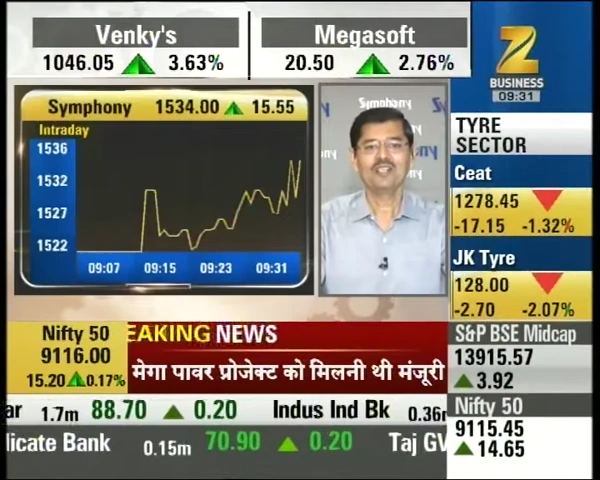 Venky's
1046.05 3.63%
Megasoft
20.50 2.76%
Z
BUSINESS
09:31
Symphony 1534.00 15.55
Intraday
1536
1532
1527
1522
09:07 09:15 09:23 09:31
Symphony
TYRE
SECTOR
Ceat
1278.45
-17.15 -1.32%
JK Tyre
128.00
-2.70 -2.07%
Nifty 50
9116.00
15.20 0.17%
EAKING NEWS
मेगा पावर प्रोजेक्ट को मिलनी थी मंजूरी
S&P BSE Midcap
13915.57
3.92
Nifty 50
9115.45
14.65
ar 1.7m 88.70 0.20 Indus Ind Bk 0.36m
licate Bank 0.15m 70.90 0.20 Taj GV